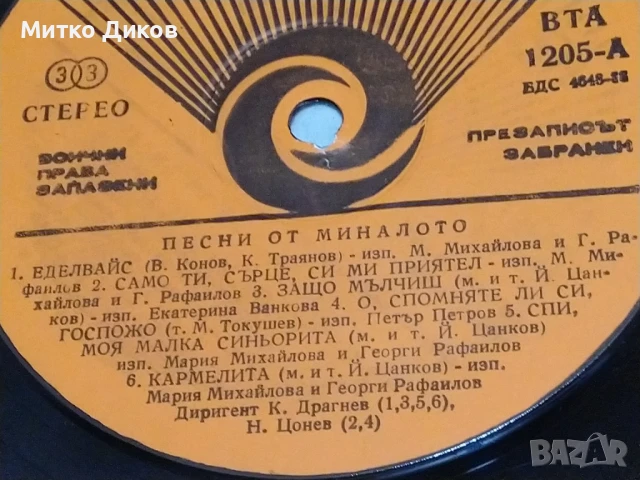 Митко Диков
33
СТЕРЕО
ВТА
1205-А
БДС 4648-
ВСИЧКИ
ПРАВА
ЗАПАЗЕНИ
ПРЕЗАПИСЪТ
ЗАБРАНЕН
ПЕСНИ ОТ МИНАЛОТО
1. ЕДЕЛВАЙС (В. Конов, К. Траянов) - изп. М. Михайлова и Г. Ра-
фаилов 2. САМО ТИ, СЪРЦЕ, СИ МИ ПРИЯТЕЛ - изп. М. Ми-
хайлова и Г. Рафаилов 3. ЗАЩО МЪЛЧИШ (м. и т. Й. Цан-
ков) - изп. Екатерина Ванкова 4. О, СПОМНЯТЕ ЛИ СИ,
ГОСПОЖО (т. М. Токушев) - изп. Петър Петров 5. СПИ,
МОЯ МАЛКА СИНЬОРИТА (м. и т. Й. Цанков)
изп. Мария Михайлова и Георги Рафаилов
6. КАРМЕЛИТА (м. и т. Й. Цанков) - изп.
Мария Михайлова и Георги Рафаилов
Диригент К. Драгнев (1,3,5,6),
Н. Цонев (2,4)
BAZAR